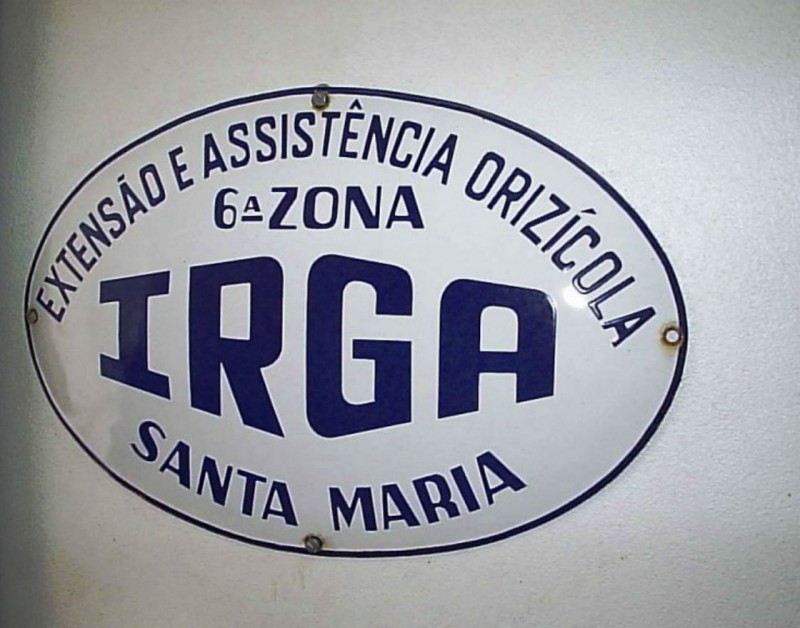 EXTENSÃO E ASSISTÊNCIA ORIZÍCOLA
6ª ZONA
IRGA
SANTA MARIA